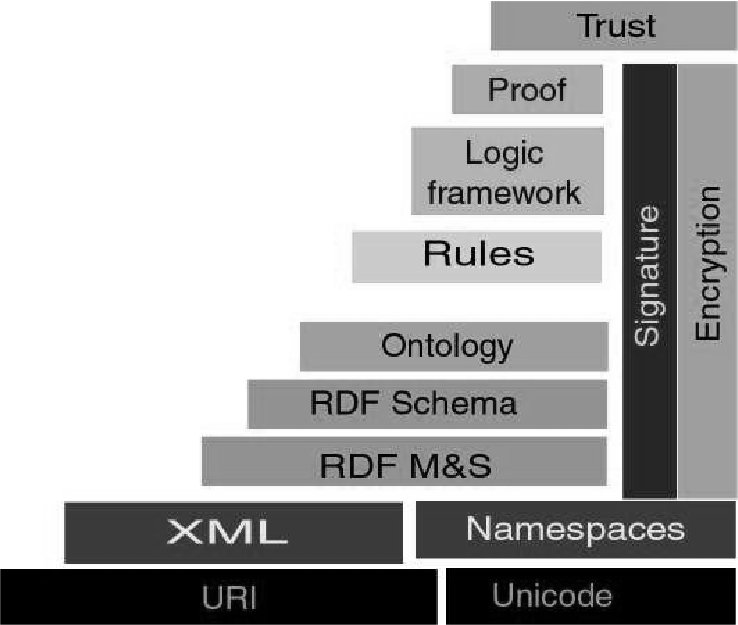 Trust
Proof
Logic
framework
Rules
Signature
Encryption
Ontology
RDF Schema
RDF M&S
XML
Namespaces
URI
Unicode